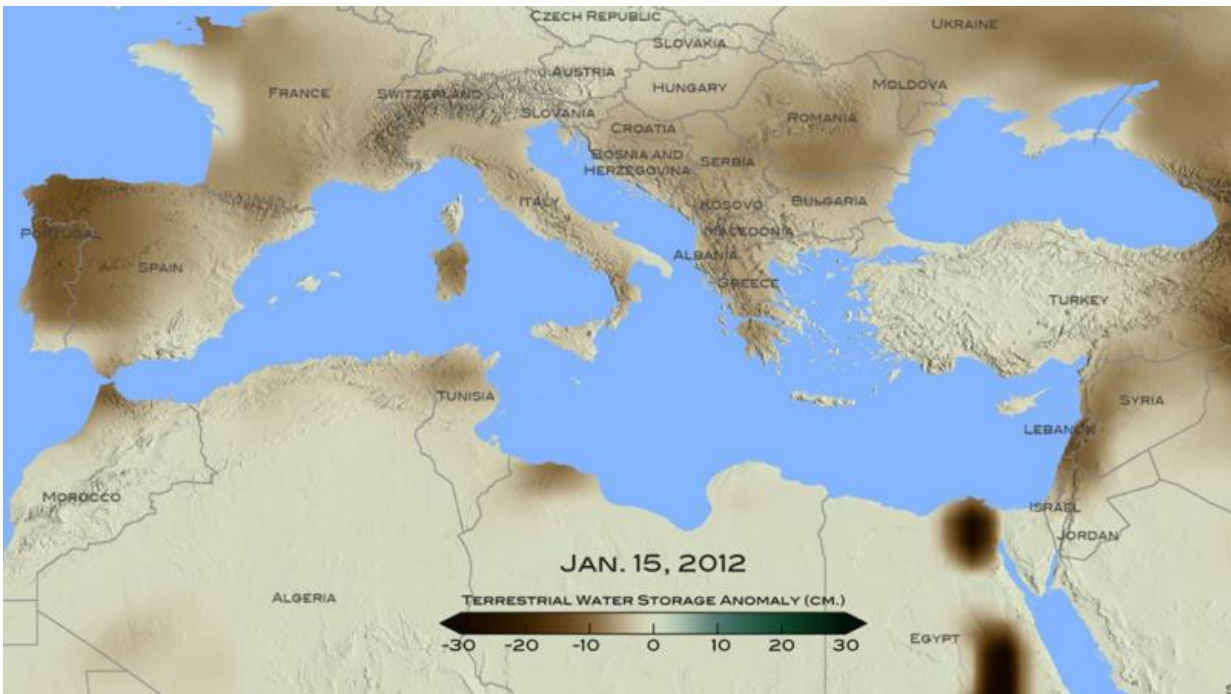 CZECH REPUBLIC
UKRAINE
SLOVAKIA
AUSTRIA
FRANCE
SWITZERLAND
HUNGARY
MOLDOVA
SLOVANIA
ROMANIA
CROATIA
BOSNIA AND
HERZEGOVINA
SERBIA
ITALY
KOSOVO
BULGARIA
PORTUGAL
MACEDONIA
SPAIN
ALBANIA
GREECE
TURKEY
TUNISIA
SYRIA
LEBANON
MOROCCO
ISRAEL
JORDAN
JAN. 15, 2012
ALGERIA
TERRESTRIAL WATER STORAGE ANOMALY (CM.)
-30 -20 -10 0 10 20 30
EGYPT